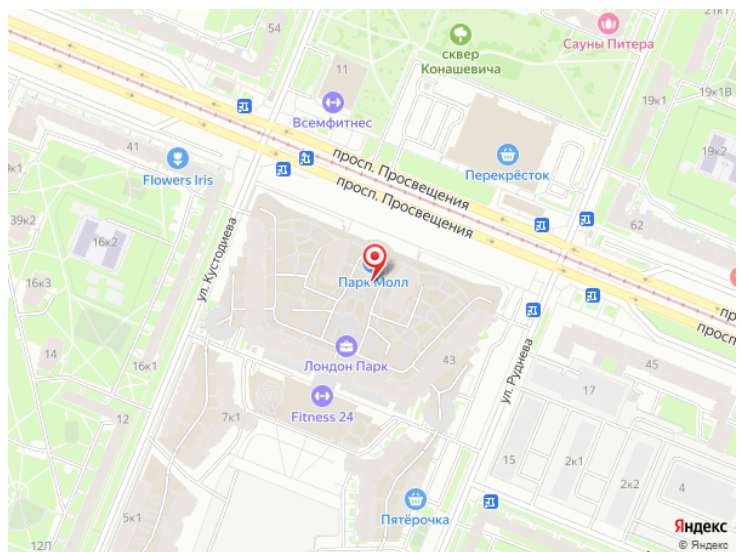 54
21к1
Сауны Питера
сквер
Конашевича
11
19к1В
19к1
Всемфитнес
41
просп. Просвещения
19к2
Перекрёсток
Flowers Iris
просп. Просвещения
39к2
62
16к2
ул. Кустодиева
16к3
Парк Молл
просп
14
43
Лондон Парк
45
16к1
17
ул. Руднева
12
7к1
Fitness 24
15
2к1
2к2
4
Пятёрочка
5к1
Яндекс
12Л
© Яндекс